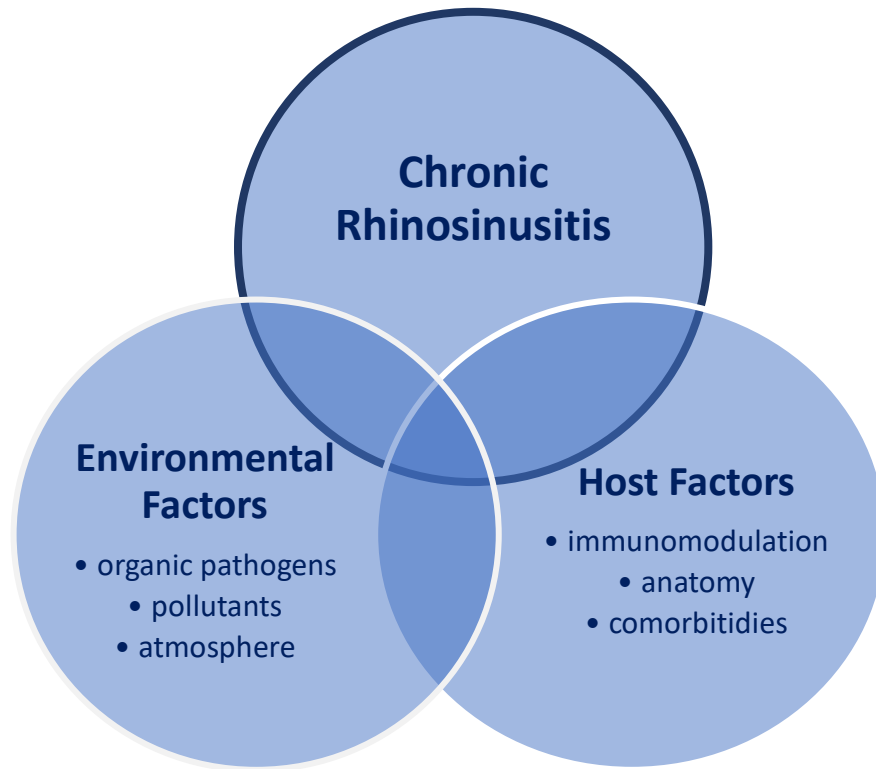 Chronic
Rhinosinusitis
Environmental
Factors
• organic pathogens
• pollutants
• atmosphere
Host Factors
• immunomodulation
• anatomy
• comorbitidies